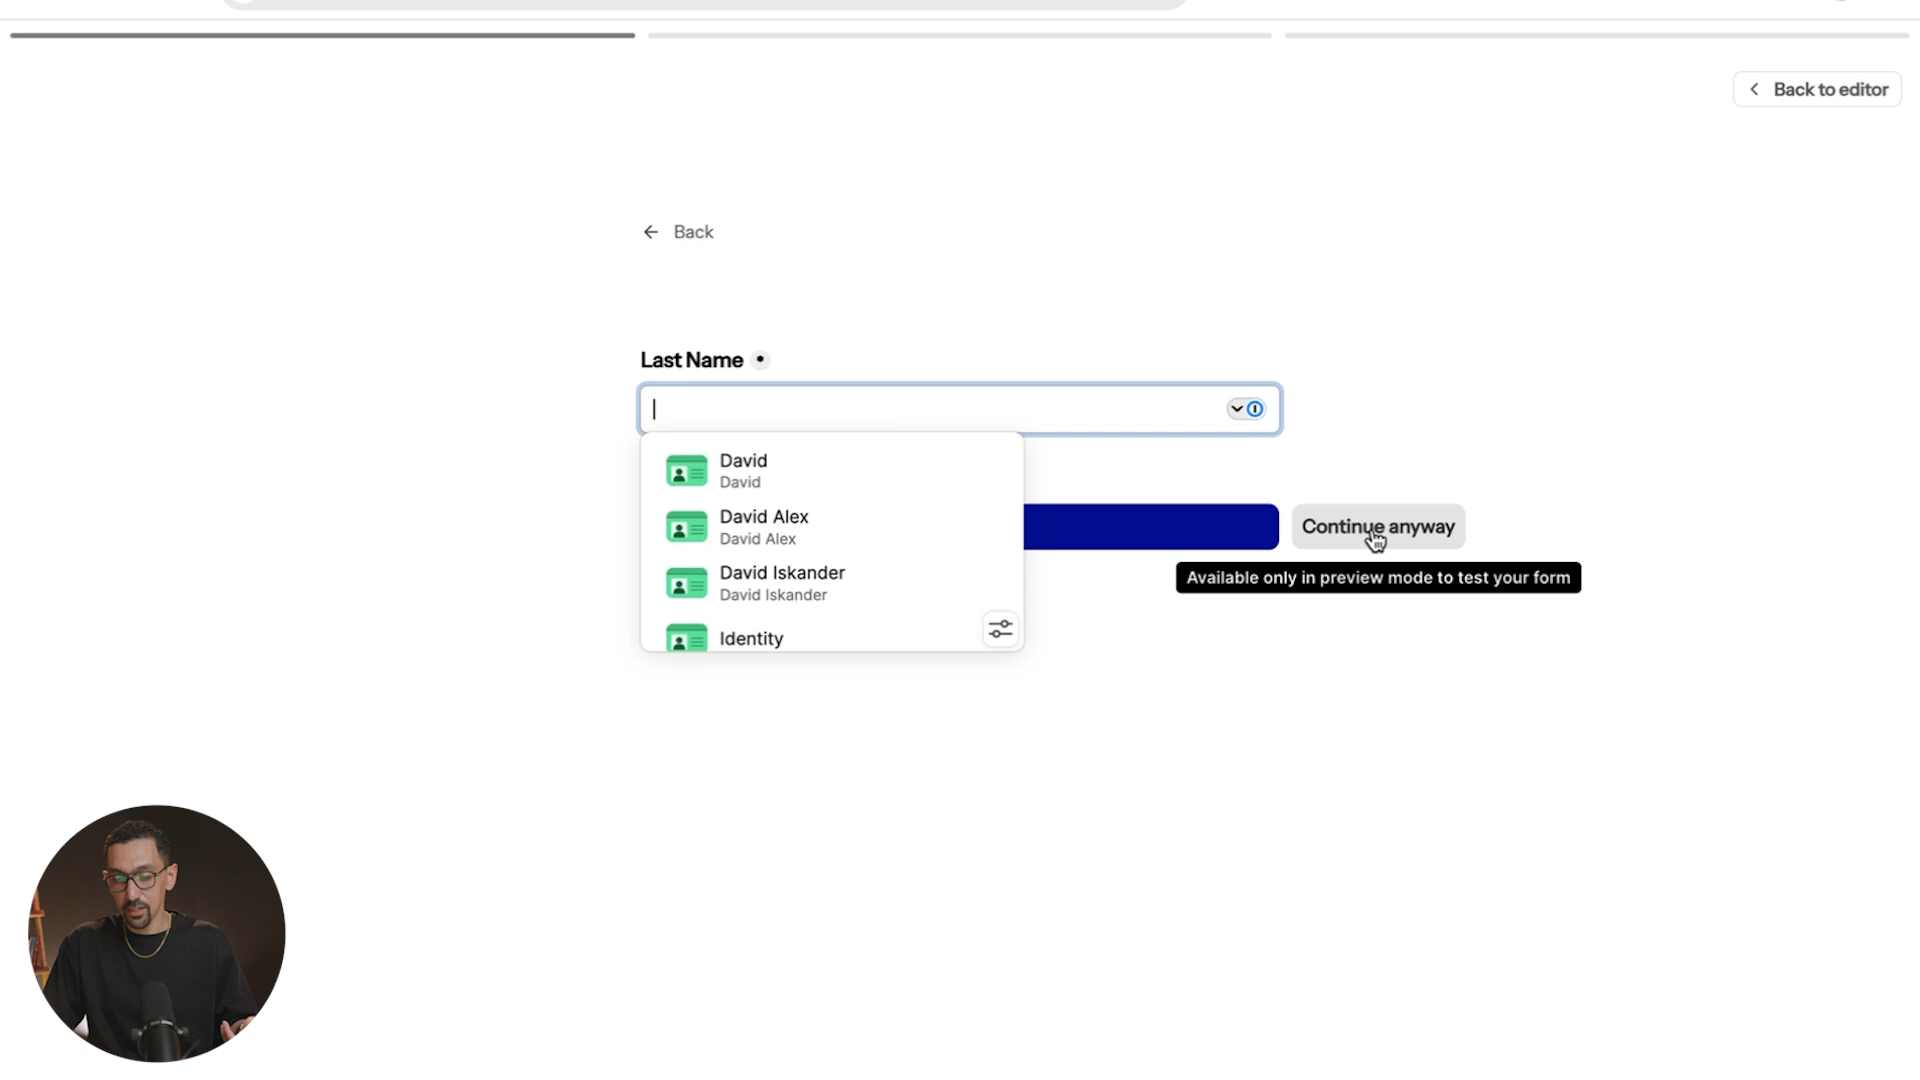 Back to editor
Back
Last Name
David
David
David Alex
David Alex
David Iskander
David Iskander
Identity
Continue anyway
Available only in preview mode to test your form